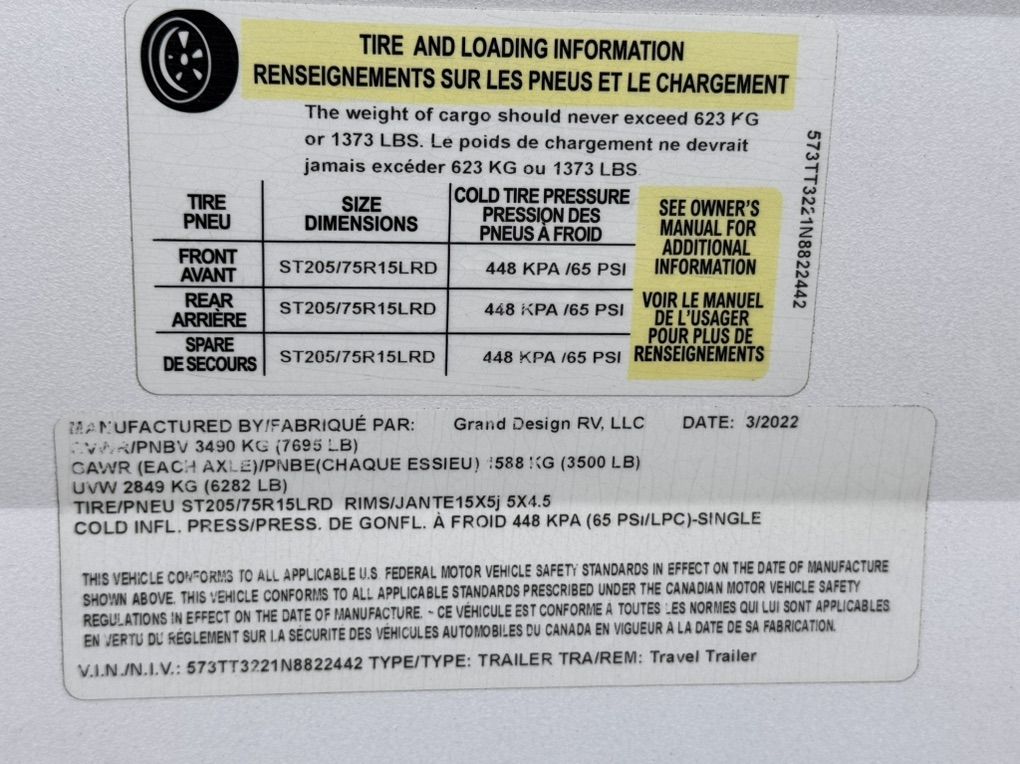 TIRE AND LOADING INFORMATION
RENSEIGNEMENTS SUR LES PNEUS ET LE CHARGEMENT
The weight of cargo should never exceed 623 KG
or 1373 LBS. Le poids de chargement ne devrait
jamais excéder 623 KG ou 1373 LBS.
573TT3221N8822442
TIRE
PNEU
SIZE
DIMENSIONS
COLD TIRE PRESSURE
PRESSION DES
PNEUS À FROID
FRONT
AVANT
ST205/75R15LRD
448 KPA /65 PSI
REAR
ARRIÈRE
ST205/75R15LRD
448 KPA /65 PSI
SPARE
DE SECOURS
ST205/75R15LRD
448 KPA /65 PSI
SEE OWNER'S
MANUAL FOR
ADDITIONAL
INFORMATION
VOIR LE MANUEL
DE L'USAGER
POUR PLUS DE
RENSEIGNEMENTS
MANUFACTURED BY/FABRIQUÉ PAR: Grand Design RV, LLC DATE: 3/2022
GVWR/PNBV 3490 KG (7695 LB)
GAWR (EACH AXLE)/PNBE(CHAQUE ESSIEU) 1588 KG (3500 LB)
UVW 2849 KG (6282 LB)
TIRE/PNEU ST205/75R15LRD RIMS/JANTE15X5j 5X4.5
COLD INFL. PRESS/PRESS. DE GONFL. À FROID 448 KPA (65 PSI/LPC)-SINGLE
THIS VEHICLE CONFORMS TO ALL APPLICABLE U.S. FEDERAL MOTOR VEHICLE SAFETY STANDARDS IN EFFECT ON THE DATE OF MANUFACTURE
SHOWN ABOVE. THIS VEHICLE CONFORMS TO ALL APPLICABLE STANDARDS PRESCRIBED UNDER THE CANADIAN MOTOR VEHICLE SAFETY
REGULATIONS IN EFFECT ON THE DATE OF MANUFACTURE. - CE VÉHICULE EST CONFORME A TOUTES LES NORMES QUI LUI SONT APPLICABLES
EN VERTU DU RÉGLEMENT SUR LA SÉCURITÉ DES VÉHICULES AUTOMOBILES DU CANADA EN VIGUEUR À LA DATE DE SA FABRICATION.
V.I.N./N.I.V.: 573TT3221N8822442 TYPE/TYPE: TRAILER TRA/REM: Travel Trailer